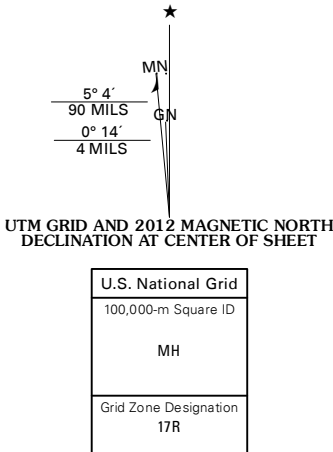 ★
MN
5° 4´
90 MILS
GN
0° 14´
4 MILS
UTM GRID AND 2012 MAGNETIC NORTH
DECLINATION AT CENTER OF SHEET
U.S. National Grid
100,000-m Square ID
MH
Grid Zone Designation
17R